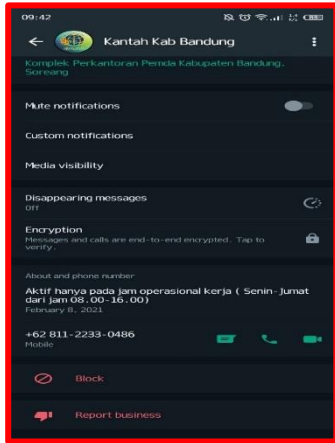 09:42
Kantah Kab Bandung
Komplek Perkantoran Pemda Kabupaten Bandung,
Soreang
Mute notifications
Custom notifications
Media visibility
Disappearing messages
Off
Encryption
Messages and calls are end-to-end encrypted. Tap to
verify.
About and phone number
Aktif hanya pada jam operasional kerja ( Senin-Jumat
dari jam 08.00-16.00)
February 8, 2021
+62 811-2233-0486
Mobile
Block
Report business